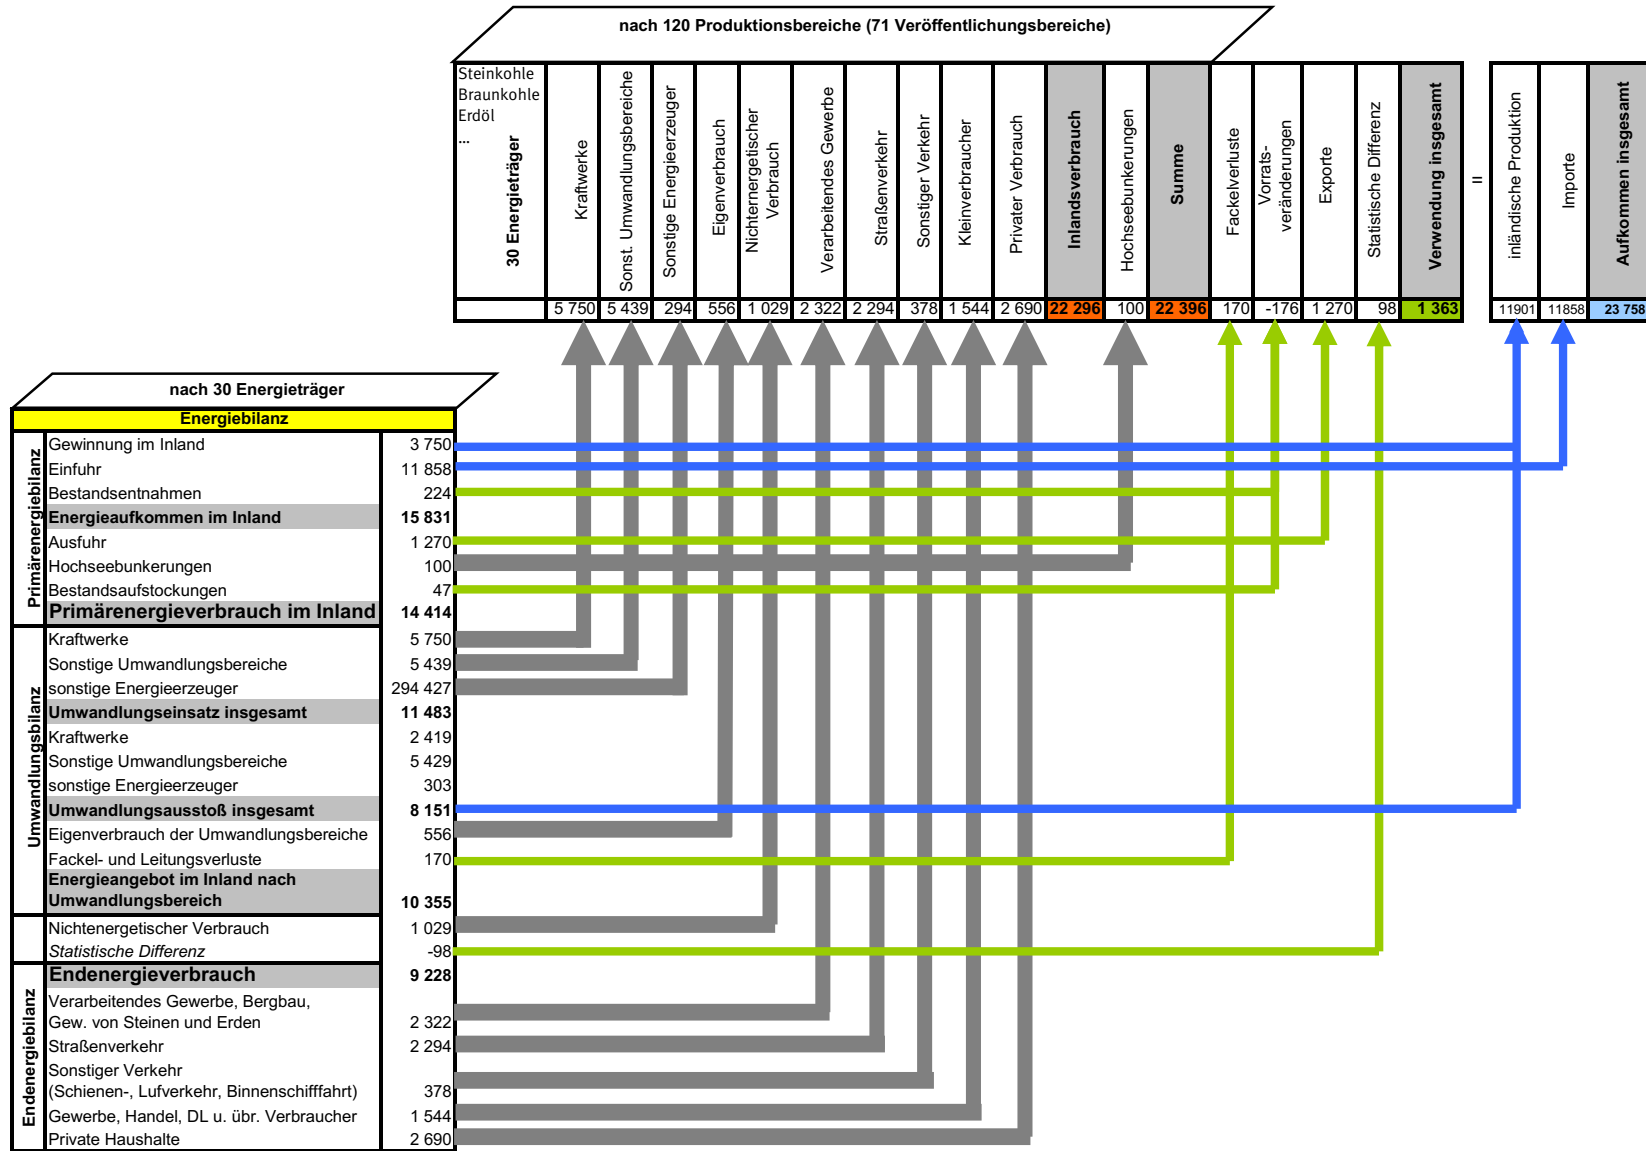 nach 120 Produktionsbereiche (71 Veröffentlichungsbereiche)
Steinkohle
Braunkohle
Erdöl
...
30 Energieträger
Kraftwerke
Sonst. Umwandlungsbereiche
Sonstige Energieerzeuger
Eigenverbrauch
Nichternergetischer
Verbrauch
Verarbeitendes Gewerbe
Straßenverkehr
Sonstiger Verkehr
Kleinverbraucher
Privater Verbrauch
Inlandsverbrauch
Hochseebunkerungen
Summe
Fackelverluste
Vorrats-
veränderungen
Exporte
Statistische Differenz
Verwendung insgesamt
=
inländische Produktion
Importe
Aufkommen insgesamt
5 750 5 439 294 556 1 029 2 322 2 294 378 1 544 2 690 22 296 100 22 396 170 -176 1 270 98 1 363 11901 11858 23 758
nach 30 Energieträger
Energiebilanz
Primärenergiebilanz
Gewinnung im Inland 3 750
Einfuhr 11 858
Bestandsentnahmen 224
Energieaufkommen im Inland 15 831
Ausfuhr 1 270
Hochseebunkerungen 100
Bestandsaufstockungen 47
Primärenergieverbrauch im Inland 14 414
Umwandlungsbilanz
Kraftwerke 5 750
Sonstige Umwandlungsbereiche 5 439
sonstige Energieerzeuger 294 427
Umwandlungseinsatz insgesamt 11 483
Kraftwerke 2 419
Sonstige Umwandlungsbereiche 5 429
sonstige Energieerzeuger 303
Umwandlungsausstoß insgesamt 8 151
Eigenverbrauch der Umwandlungsbereiche 556
Fackel- und Leitungsverluste 170
Energieangebot im Inland nach
Umwandlungsbereich 10 355
Nichtenergetischer Verbrauch 1 029
Statistische Differenz -98
Endenergiebilanz
Endenergieverbrauch 9 228
Verarbeitendes Gewerbe, Bergbau,
Gew. von Steinen und Erden 2 322
Straßenverkehr 2 294
Sonstiger Verkehr
(Schienen-, Lufverkehr, Binnenschifffahrt) 378
Gewerbe, Handel, DL u. übr. Verbraucher 1 544
Private Haushalte 2 690